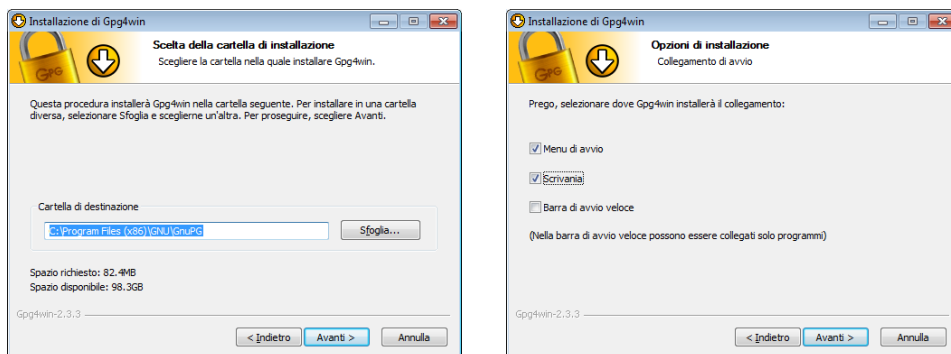 Installazione di Gpg4win
Scelta della cartella di installazione
Scegliere la cartella nella quale installare Gpg4win.
GPG
Questa procedura installerà Gpg4win nella cartella seguente. Per installare in una cartella
diversa, selezionare Sfoglia e sceglierne un'altra. Per proseguire, scegliere Avanti.
Cartella di destinazione
C:\Program Files (x86)\GNU\GnuPG
Sfoglia...
Spazio richiesto: 82.4MB
Spazio disponibile: 98.3GB
Gpg4win-2.3.3
< Indietro
Avanti >
Annulla
Installazione di Gpg4win
Opzioni di installazione
Collegamento di avvio
GPG
Prego, selezionare dove Gpg4win installerà il collegamento:
Menu di avvio
Scrivania
Barra di avvio veloce
(Nella barra di avvio veloce possono essere collegati solo programmi)
Gpg4win-2.3.3
< Indietro
Avanti >
Annulla